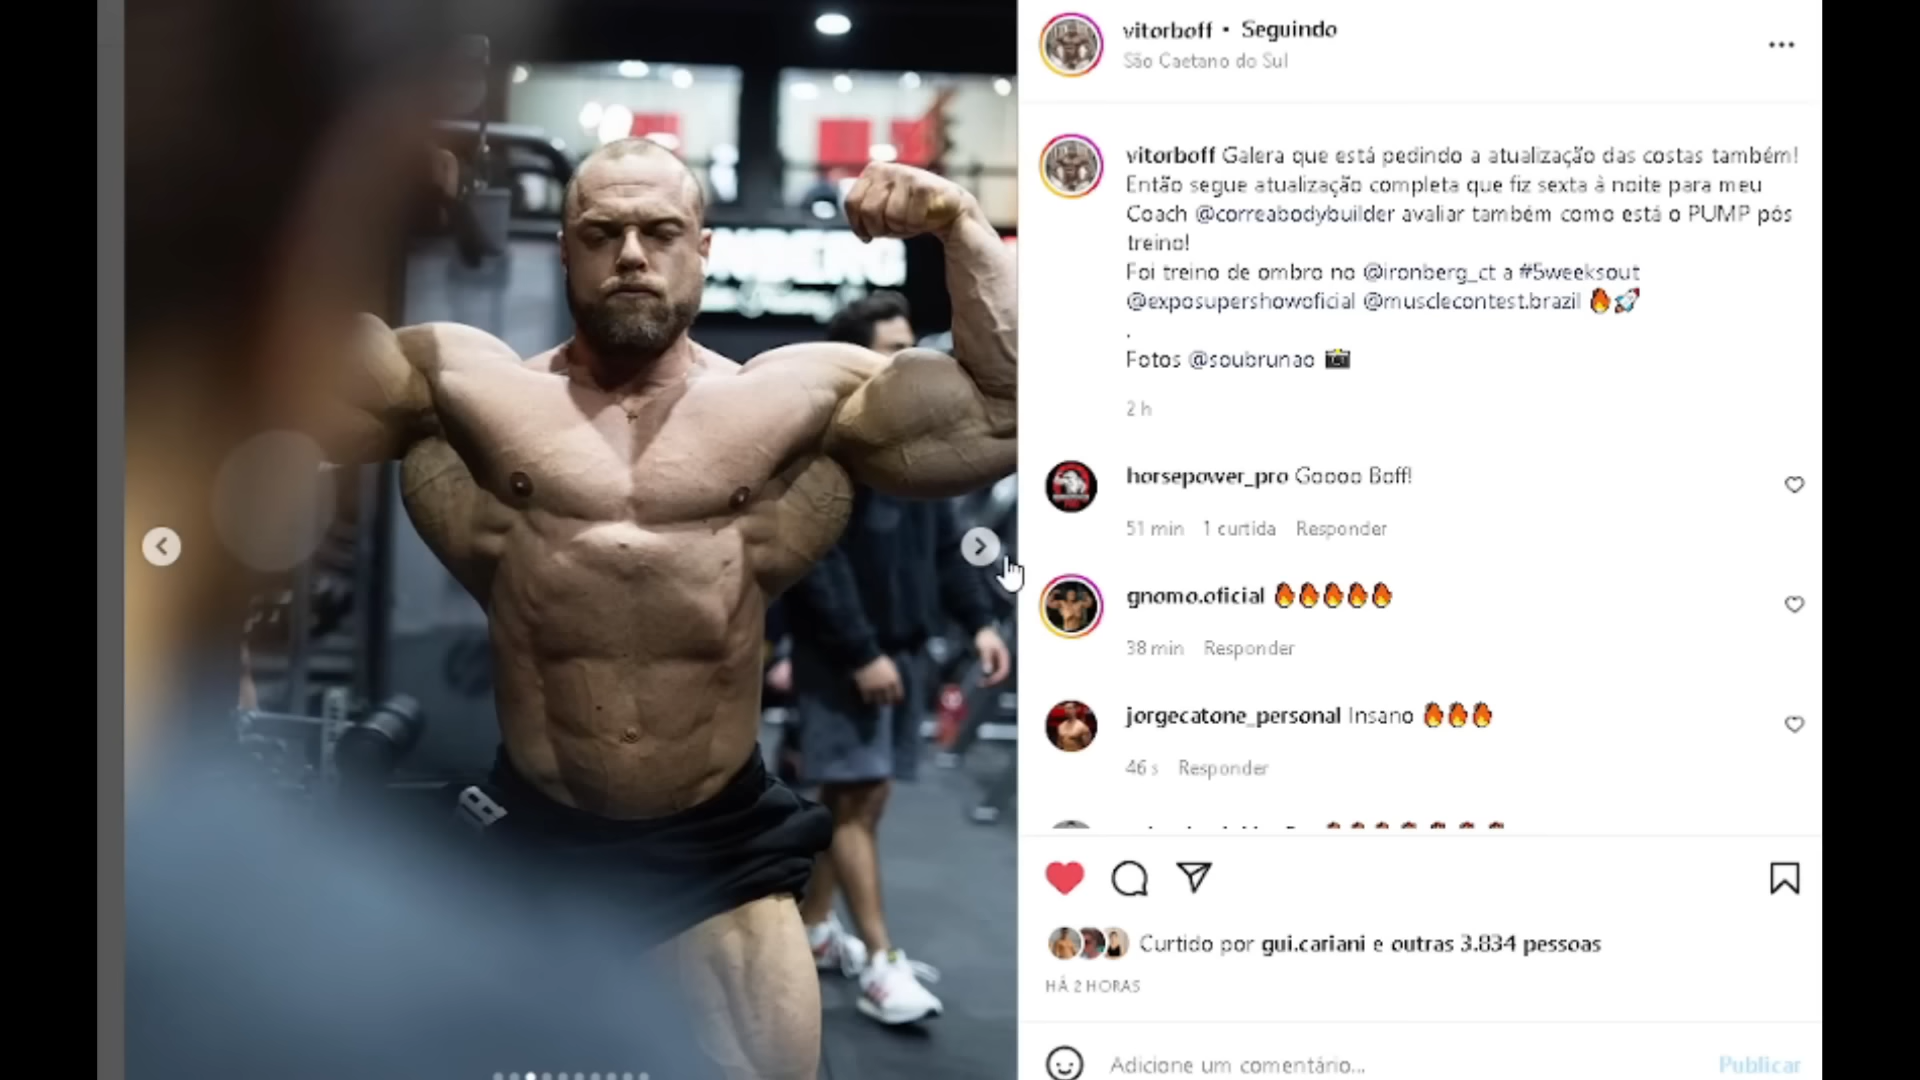 vitorboff • Seguindo
São Caetano do Sul
vitorboff Galera que está pedindo a atualização das costas também!
Então segue atualização completa que fiz sexta à noite para meu
Coach @correabodybuilder avaliar também como está o PUMP pós
treino!
Foi treino de ombro no @ironberg_ct a #5weeksout
@exposupershowoficial @musclecontest.brazil 🔥🚀
.
Fotos @soubrunao 📸
2 h
horsepower_pro Goooo Boff!
51 min 1 curtida Responder
gnomo.oficial 🔥🔥🔥🔥🔥
38 min Responder
jorgecatone_personal Insano 🔥🔥🔥
46 s Responder
Curtido por gui.cariani e outras 3.834 pessoas
HÁ 2 HORAS
Adicione um comentário...
Publicar